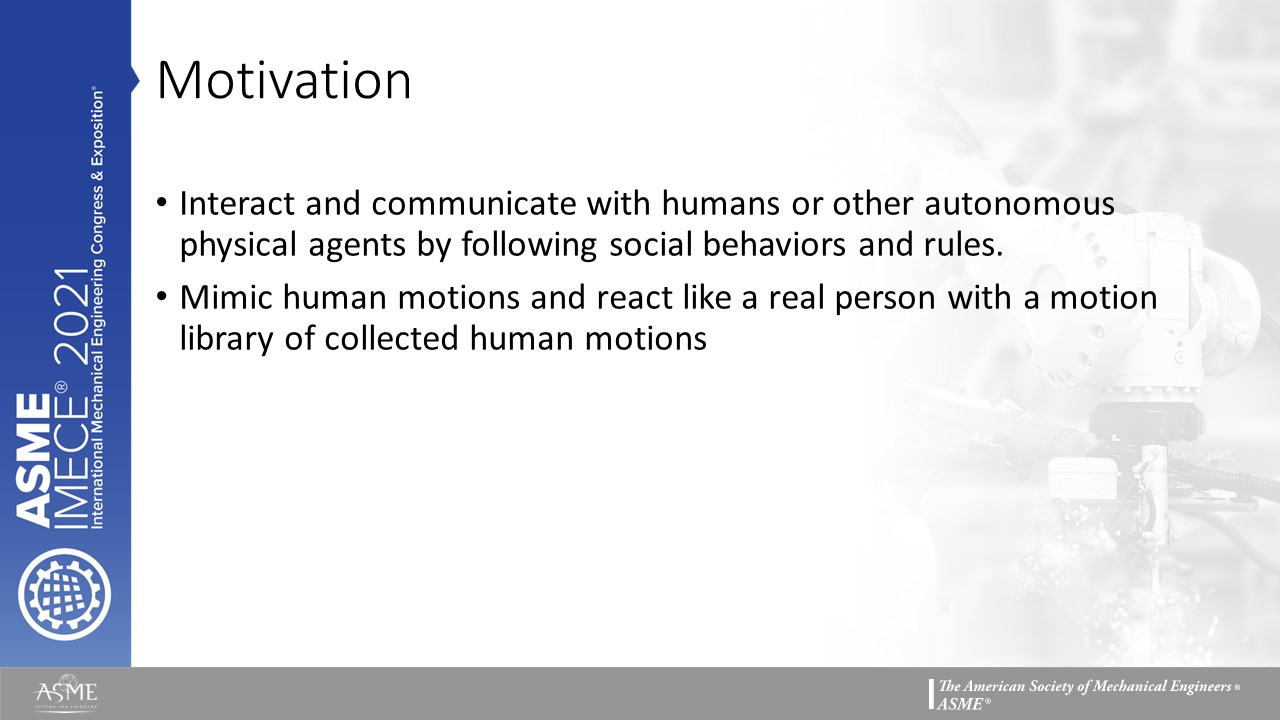 Motivation
• Interact and communicate with humans or other autonomous
physical agents by following social behaviors and rules.
• Mimic human motions and react like a real person with a motion
library of collected human motions
ASME
IMECE® 2021
International Mechanical Engineering Congress & Exposition®
ASME
SETTING THE STANDARD
The American Society of Mechanical Engineers®
ASME®